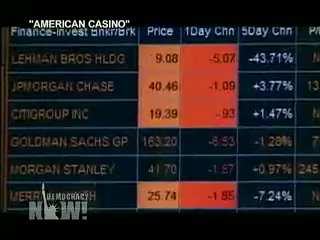 "AMERICAN CASINO"
Finance-Invest Bnkr/Brk Price 1Day Chn 5Day Chn
LEHMAN BROS HLDG 9.08 -5.07 -43.71%
JPMORGAN CHASE 40.46 -1.09 +3.77%
CITIGROUP INC 19.39 -.93 +1.47%
GOLDMAN SACHS GP 163.20 -6.53 -1.28%
MORGAN STANLEY 41.70 -1.57 +0.97% 245
25.74 -1.85 -7.24%
DEMOCRACY
NOW!